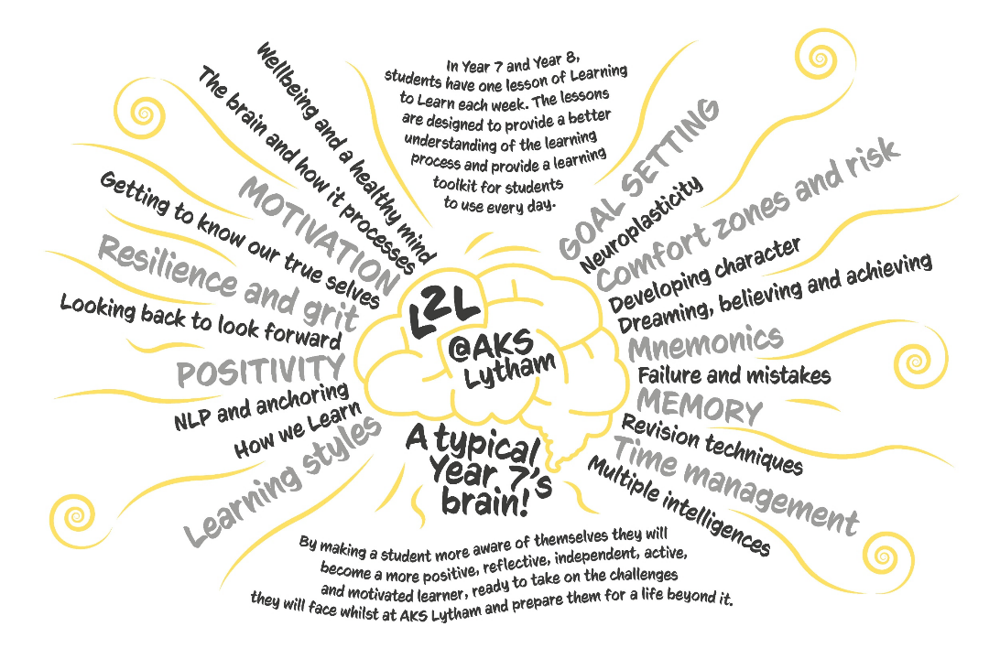 In Year 7 and Year 8,
students have one lesson of Learning
to Learn each week. The lessons
are designed to provide a better
understanding of the learning
process and provide a learning
toolkit for students
to use every day.
Wellbeing and a healthy mind
The brain and how it processes
MOTIVATION
Getting to know our true selves
Resilience and grit
Looking back to look forward
POSITIVITY
NLP and anchoring
How we Learn
Learning styles
L2L
@AKS
Lytham
A typical
Year 7's
brain!
GOAL SETTING
Neuroplasticity
Comfort zones and risk
Developing character
Dreaming, believing and achieving
Mnemonics
Failure and mistakes
MEMORY
Revision techniques
Time management
Multiple intelligences
By making a student more aware of themselves they will
become a more positive, reflective, independent, active,
and motivated learner, ready to take on the challenges
they will face whilst at AKS Lytham and prepare them for a life beyond it.